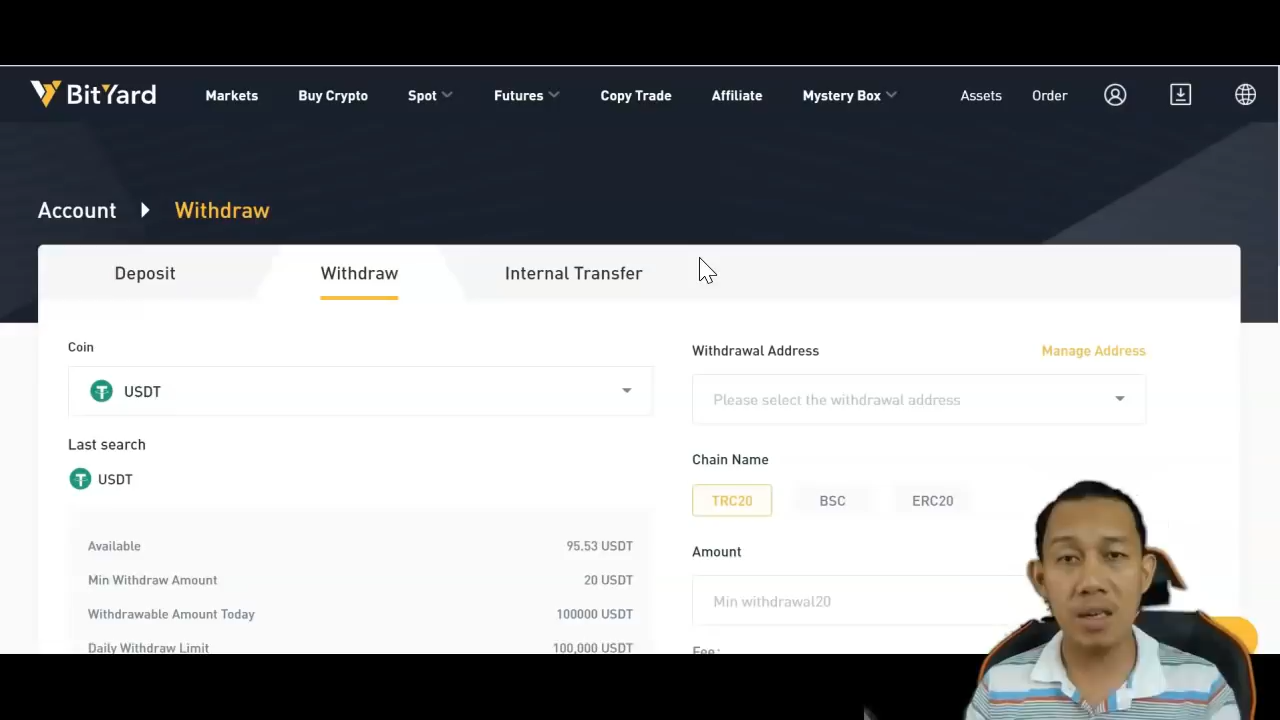 BitYard Markets Buy Crypto Spot Futures Copy Trade Affiliate Mystery Box Assets Order
Account Withdraw
Deposit Withdraw Internal Transfer
Coin
USDT
Last search
USDT
Available 95.53 USDT
Min Withdraw Amount 20 USDT
Withdrawable Amount Today 100000 USDT
Daily Withdraw Limit 100,000 USDT
Withdrawal Address Manage Address
Please select the withdrawal address
Chain Name
TRC20 BSC ERC20
Amount
Min withdrawal20
Fee: